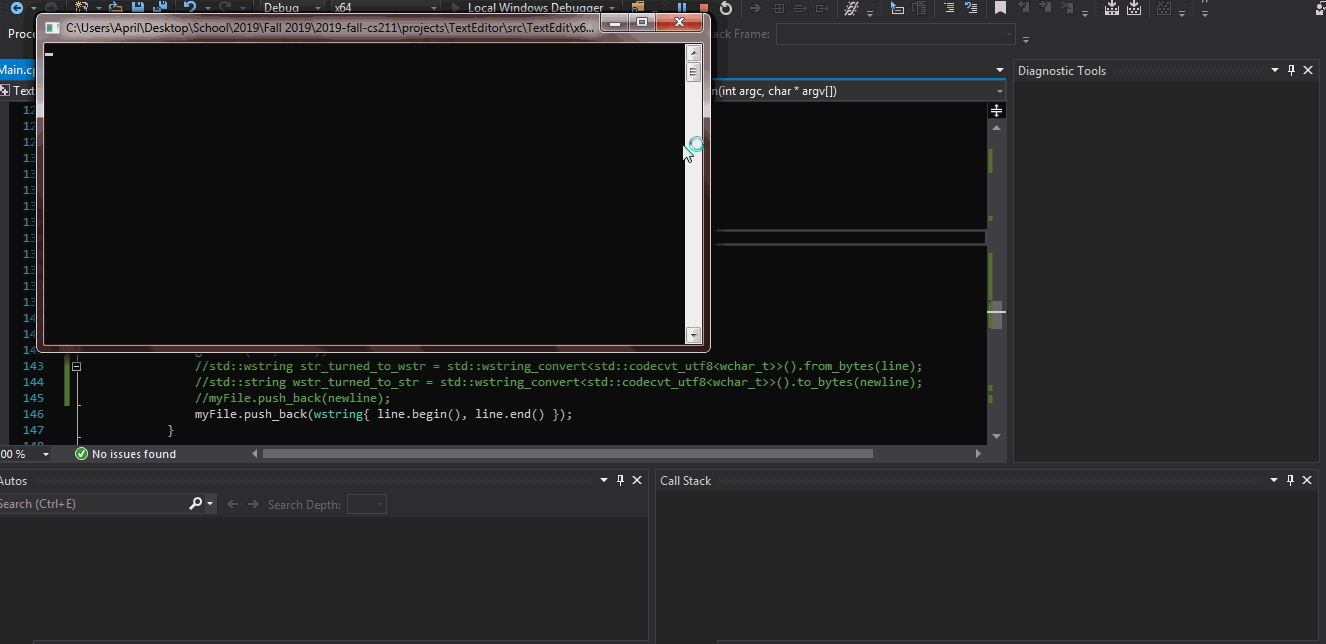 Debug
x64
Local Windows Debugger
C:\Users\April\Desktop\School\2019\Fall 2019\2019-fall-cs211\projects\TextEditor\src\TextEdit\x6...
Proce
ack Frame:
Main.cp
Text
n(int argc, char * argv[])
Diagnostic Tools
143 //std::wstring str_turned_to_wstr = std::wstring_convert<std::codecvt_utf8<wchar_t>>().from_bytes(line);
144 //std::string wstr_turned_to_str = std::wstring_convert<std::codecvt_utf8<wchar_t>>().to_bytes(newline);
145 //myFile.push_back(newline);
146 myFile.push_back(wstring{ line.begin(), line.end() });
147 }
00 %
No issues found
Autos
Search (Ctrl+E)
Search Depth:
Call Stack